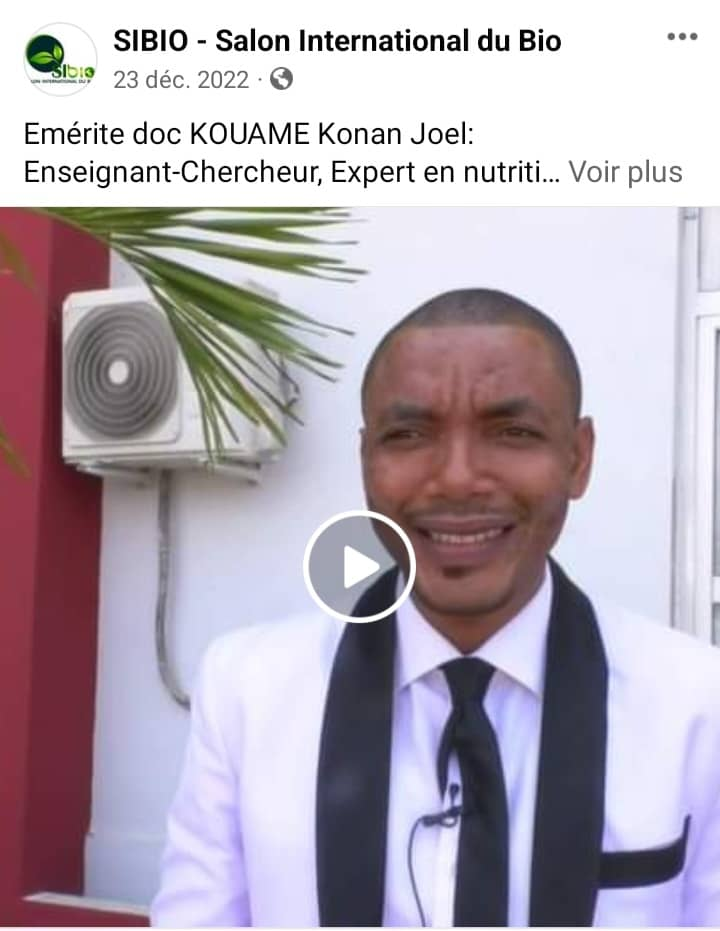 SIBIO - Salon International du Bio
23 déc. 2022 ·
Emérite doc KOUAME Konan Joel:
Enseignant-Chercheur, Expert en nutriti... Voir plus
sibio